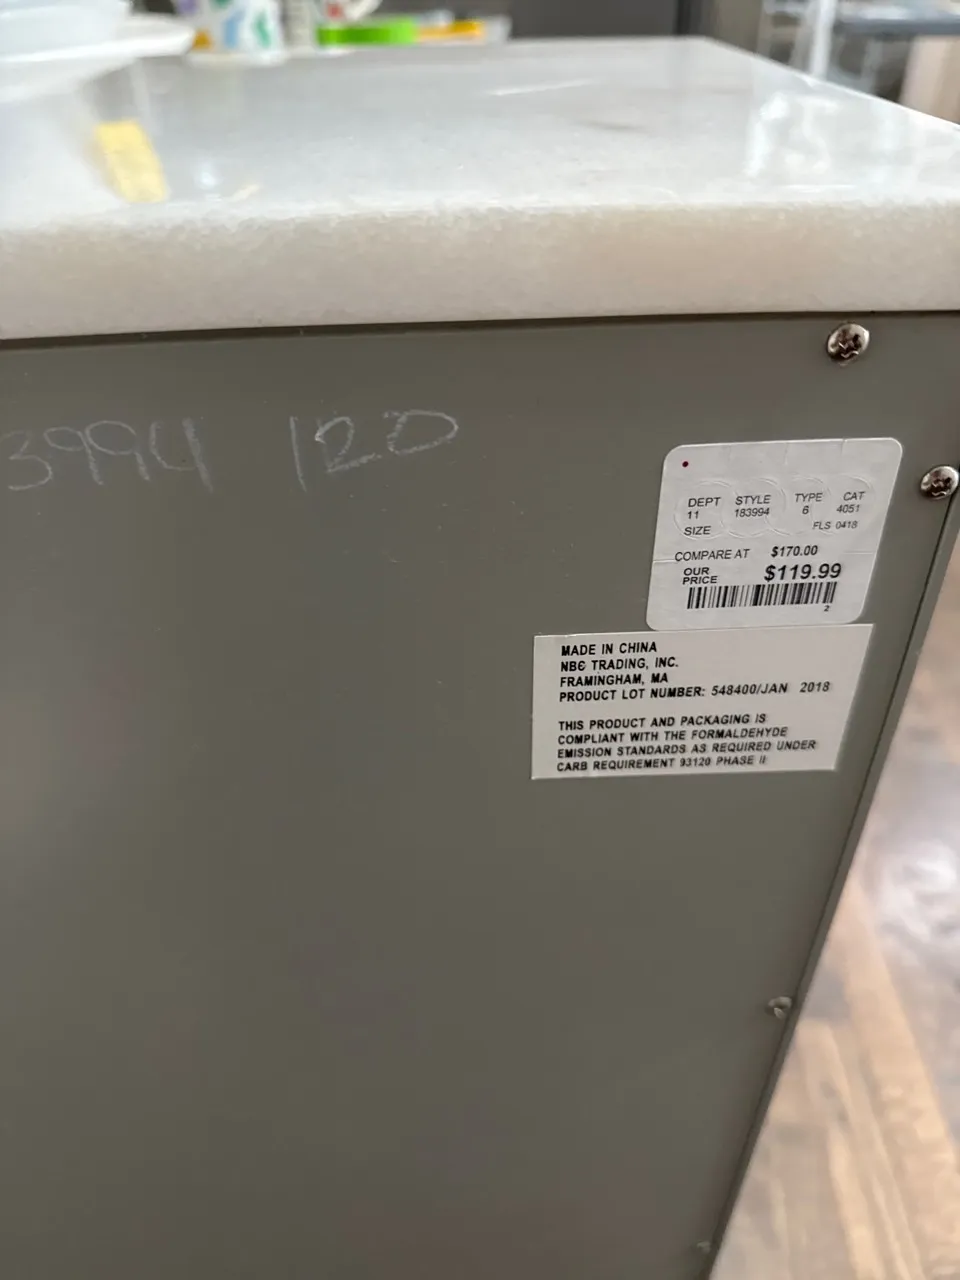 3994 120
DEPT STYLE TYPE CAT
11 183994 6 4051
SIZE FLS 0418
COMPARE AT $170.00
OUR PRICE $119.99
2
MADE IN CHINA
NBC TRADING, INC.
FRAMINGHAM, MA
PRODUCT LOT NUMBER: 548400/JAN 2018
THIS PRODUCT AND PACKAGING IS
COMPLIANT WITH THE FORMALDEHYDE
EMISSION STANDARDS AS REQUIRED UNDER
CARB REQUIREMENT 93120 PHASE II